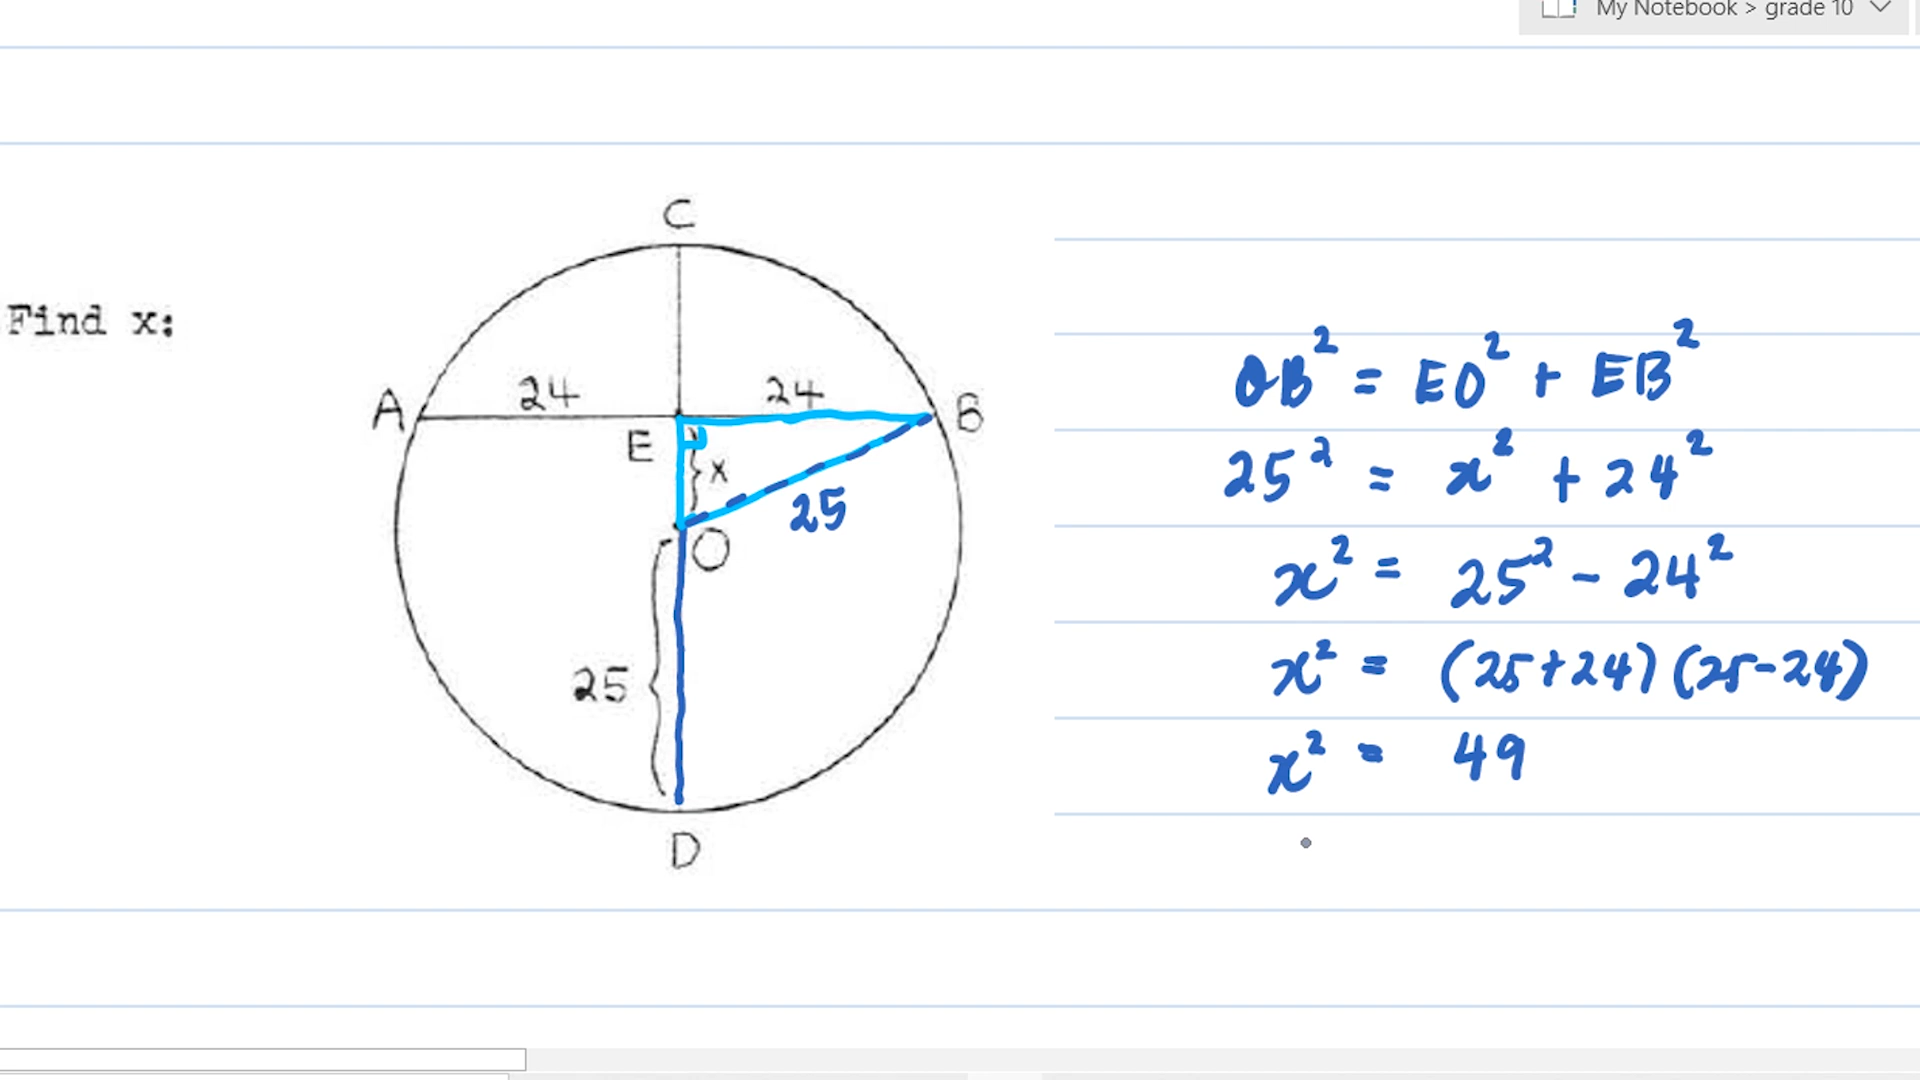 My Notebook > grade 10
Find x:
C
A 24 24 B
E x
25
O
25
D
OB² = EO² + EB²
25² = x² + 24²
x² = 25² - 24²
x² = (25+24)(25-24)
x² = 49